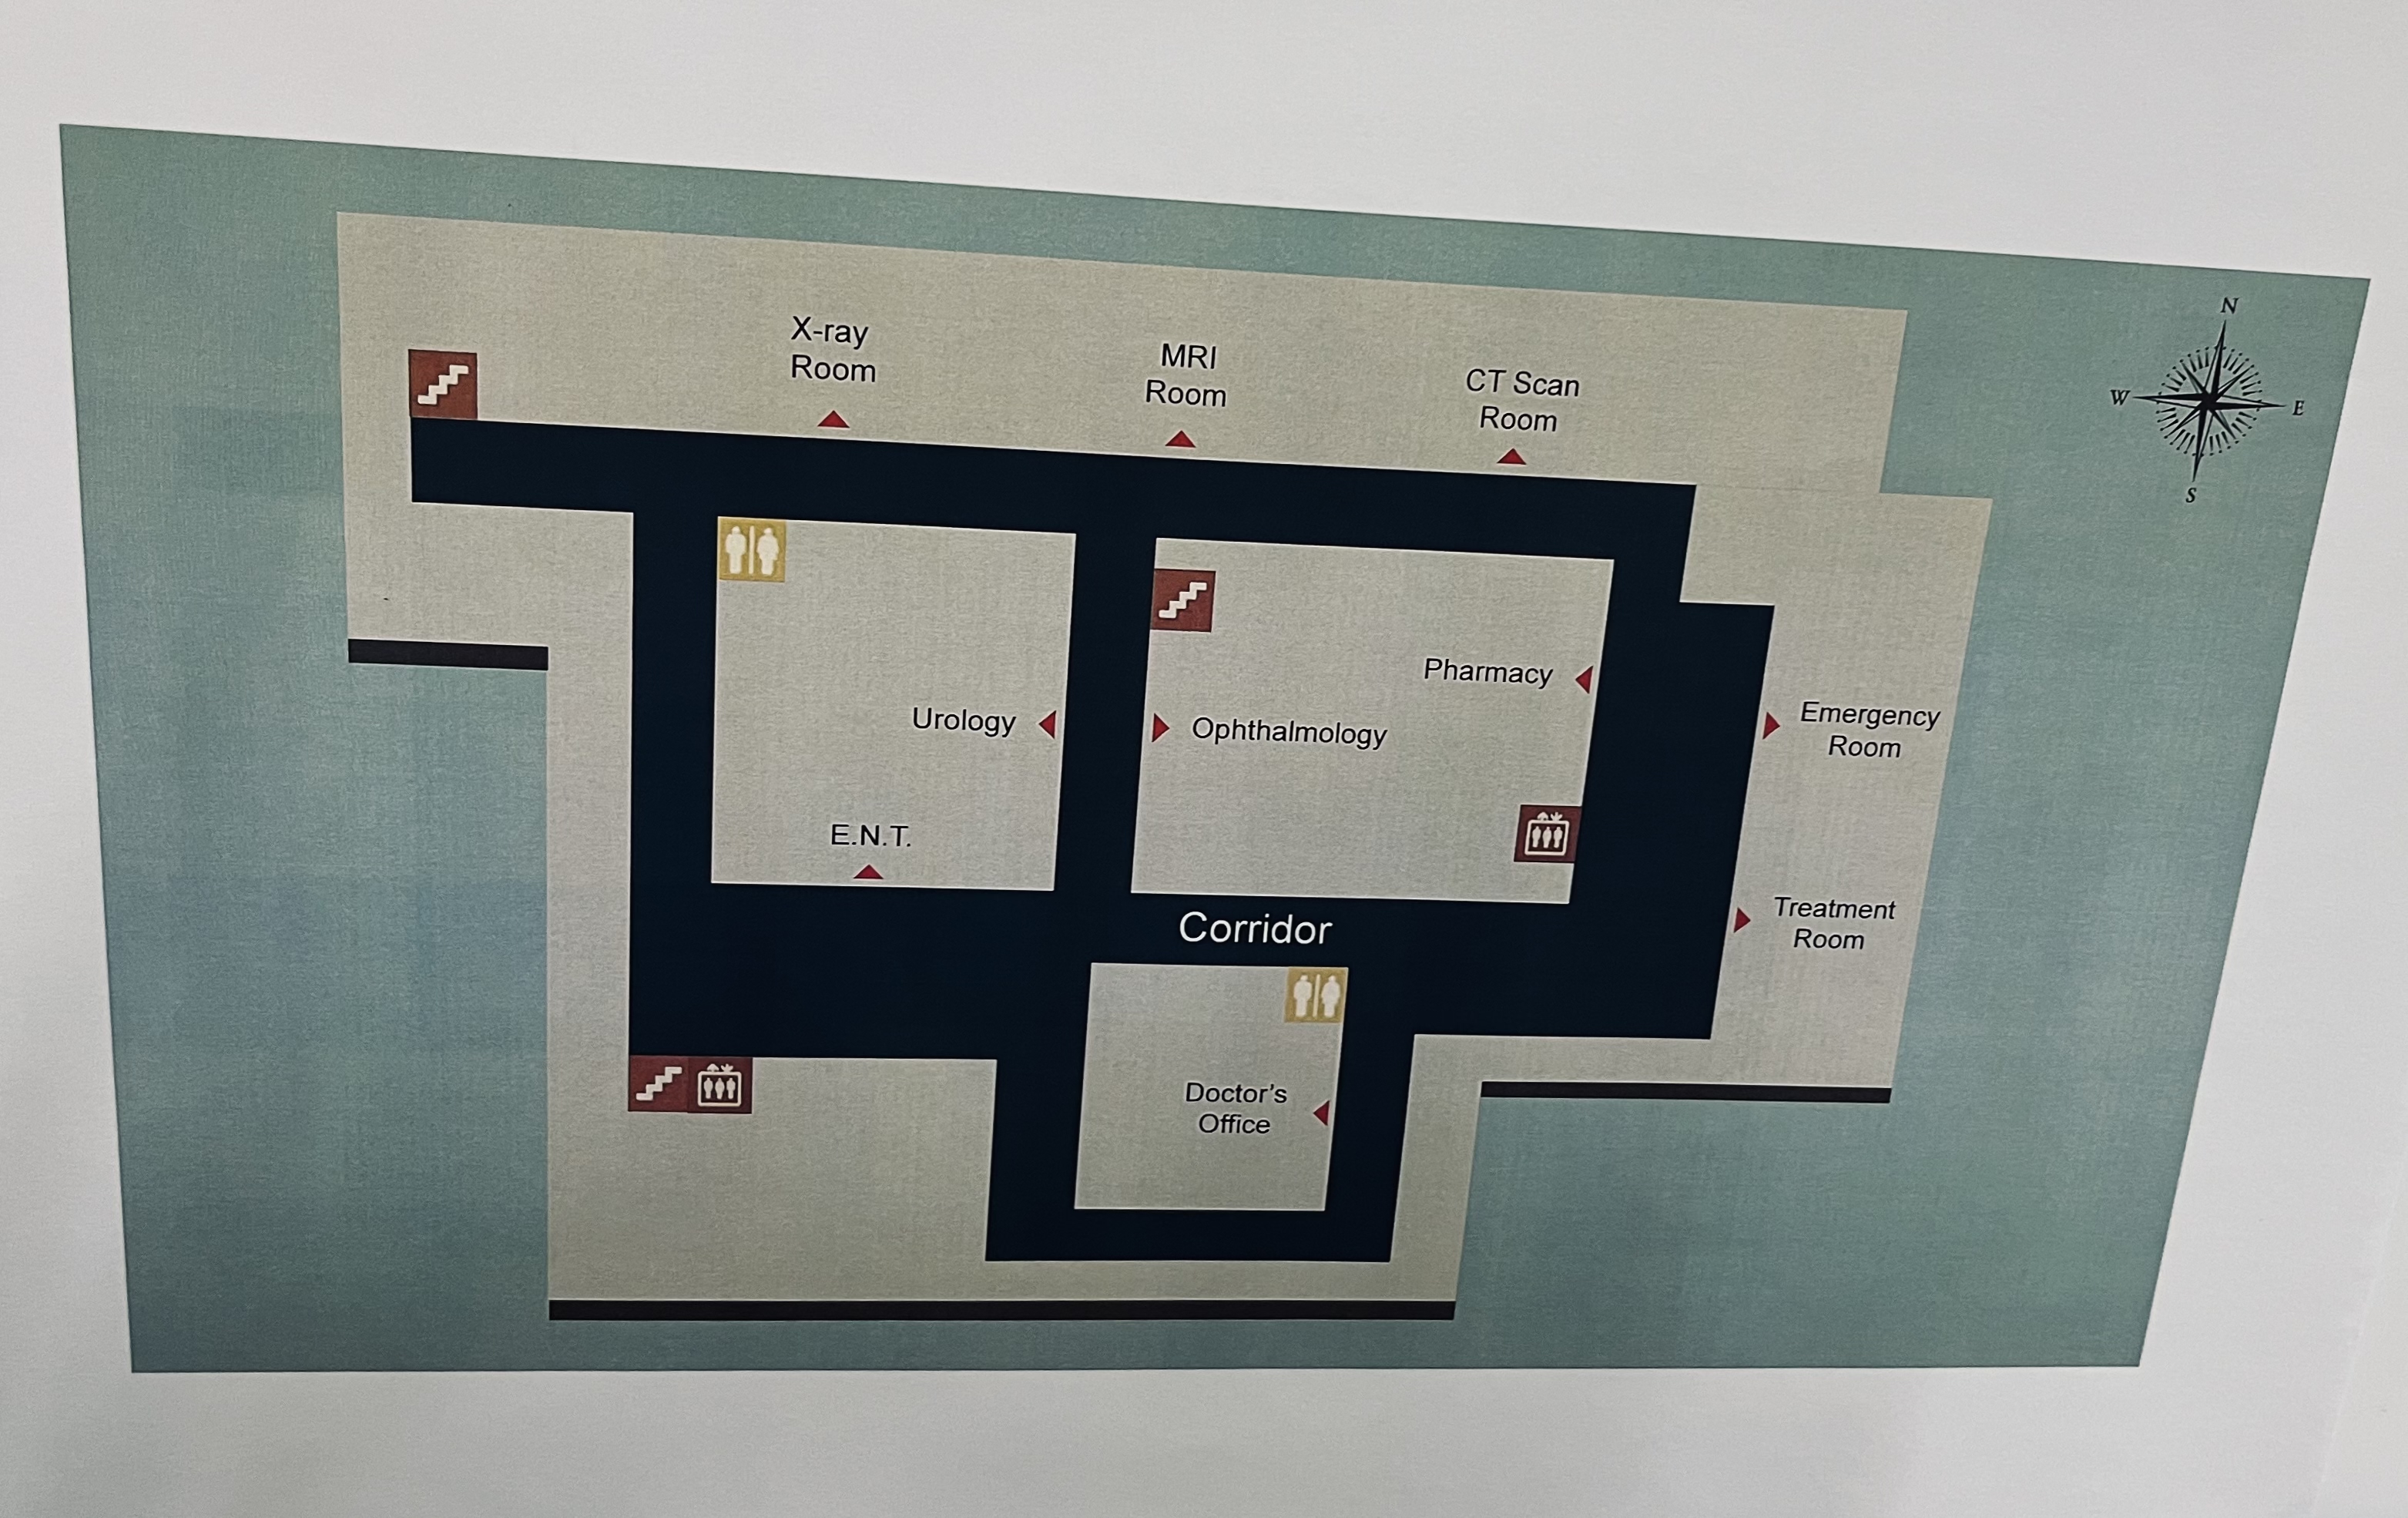 N
W
E
S
X-ray
Room
MRI
Room
CT Scan
Room
Pharmacy
Urology
Ophthalmology
Emergency
Room
E.N.T.
Corridor
Treatment
Room
Doctor's
Office